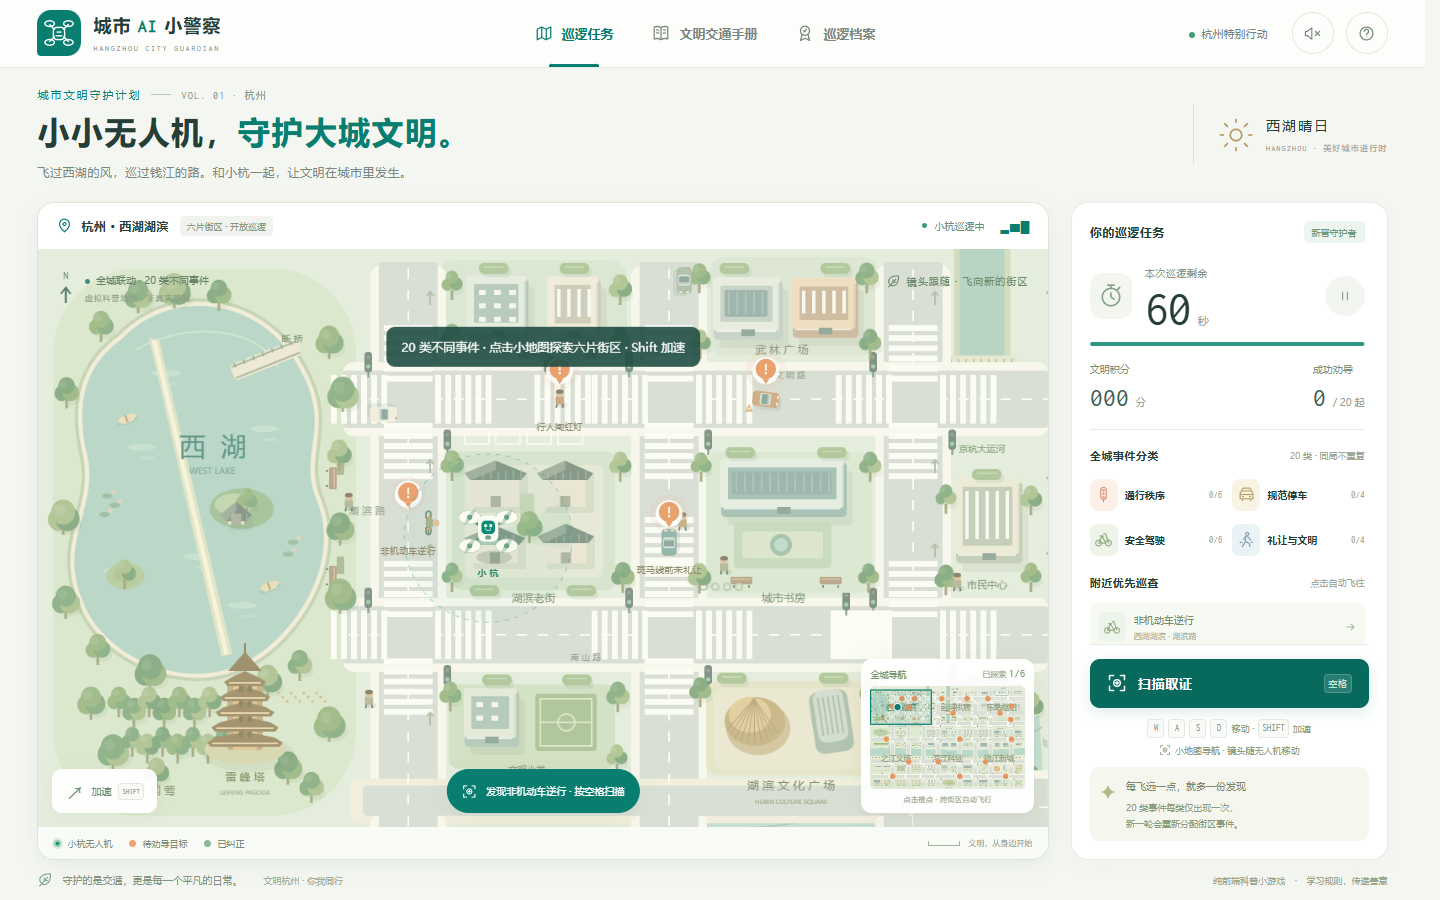 城市 AI 小警察
HANGZHOU CITY GUARDIAN
巡逻任务
文明交通手册
巡逻档案
杭州特别行动
城市文明守护计划
VOL. 01 · 杭州
小小无人机，守护大城文明。
飞过西湖的风，巡过钱江的路。和小杭一起，让文明在城市里发生。
西湖晴日
HANGZHOU · 美好城市进行时
杭州·西湖湖滨
六片街区 · 开放巡逻
小杭巡逻中
N
全城联动 · 20 类不同事件
镜头跟随 · 飞向新的街区
断桥
20 类不同事件 · 点击小地图探索六片街区 · Shift 加速
武林广场
文明路
行人闯红灯
西湖
WEST LAKE
京杭大运河
湖滨路
非机动车逆行
小杭
斑马线前未礼让
湖滨老街
城市书房
市民中心
南山路
雷峰塔
LEIFENG PAGODA
加速 SHIFT
莺
发现非机动车逆行 · 按空格扫描
湖滨文化广场
HUBIN CULTURE SQUARE
全城导航
已探索 1/6
点击橙点 · 跨街区自动飞行
小杭无人机
待劝导目标
已纠正
文明，从身边开始
你的巡逻任务
新晋守护者
本次巡逻剩余
60 秒
文明积分
000 分
成功劝导
0 / 20 起
全城事件分类
20 类 · 同局不重复
通行秩序 0/6
规范停车 0/4
安全驾驶 0/6
礼让与文明 0/4
附近优先巡查
点击自动飞往
非机动车逆行
西湖湖滨 · 湖滨路
扫描取证
空格
W A S D 移动 · SHIFT 加速
小地图导航 · 镜头随无人机移动
每飞远一点，就多一份发现
20 类事件每类仅出现一次，
新一轮会重新分配街区事件。
守护的是交通，更是每一个平凡的日常。
文明杭州 · 你我同行
纯前端科普小游戏 · 学习规则，传递善意